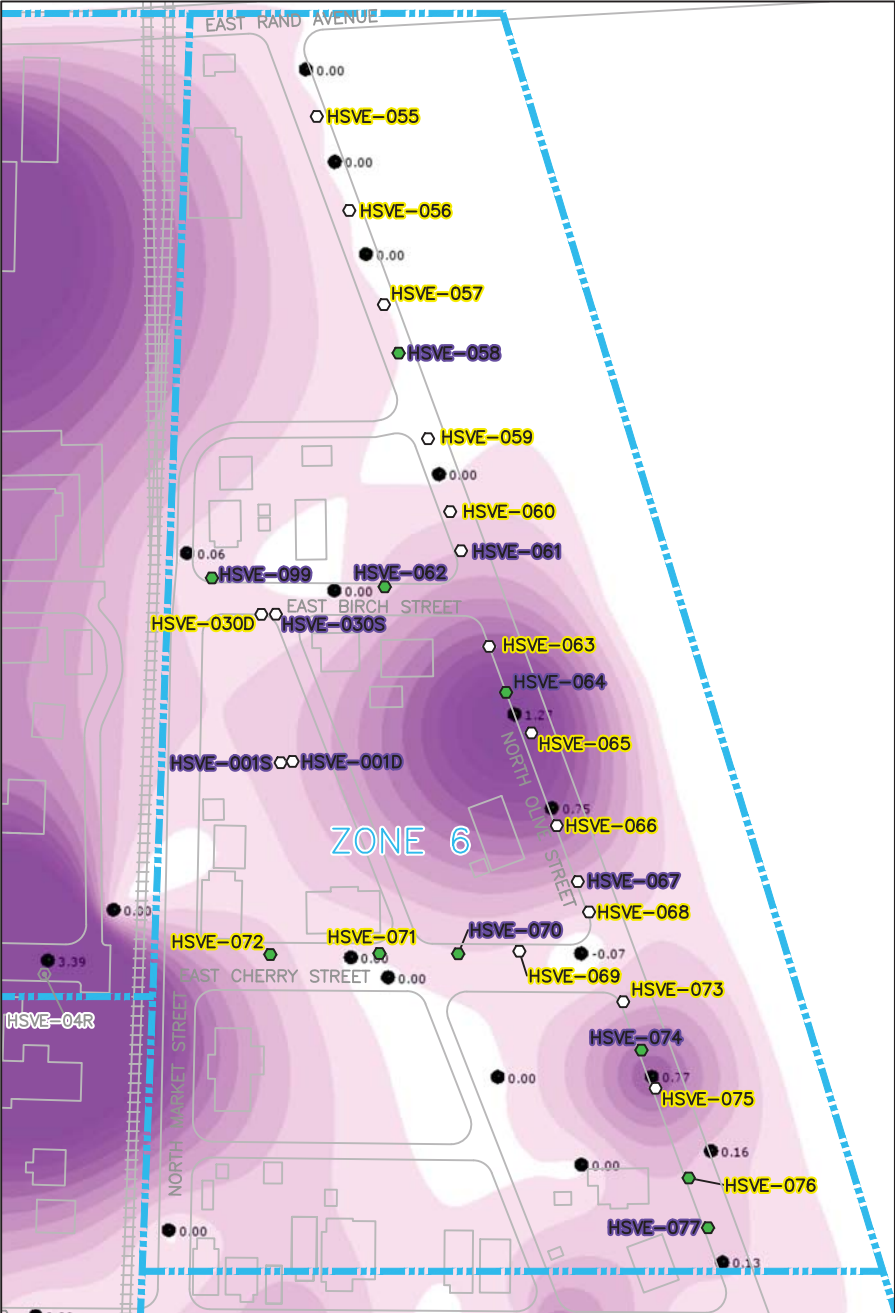 EAST RAND AVENUE
0.00
HSVE-055
0.00
HSVE-056
0.00
HSVE-057
HSVE-058
HSVE-059
0.00
HSVE-060
HSVE-061
0.06
HSVE-099
HSVE-062
0.00
EAST BIRCH STREET
HSVE-030D
HSVE-030S
HSVE-063
HSVE-064
1.27
HSVE-065
HSVE-001S
HSVE-001D
NORTH OLIVE STREET
0.75
HSVE-066
ZONE 6
HSVE-067
0.00
HSVE-068
HSVE-070
HSVE-071
HSVE-072
0.00
-0.07
3.39
EAST CHERRY STREET
0.00
HSVE-069
HSVE-073
HSVE-04R
NORTH MARKET STREET
HSVE-074
0.00
0.77
HSVE-075
0.16
0.00
HSVE-076
HSVE-077
0.00
0.13